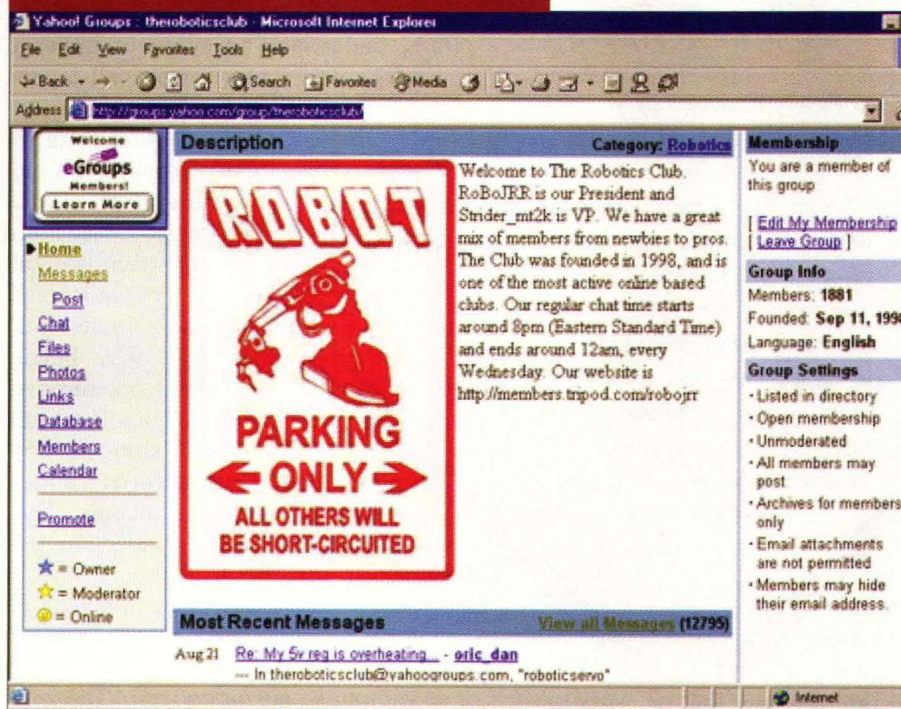 Yahoo! Groups : theroboticsclub - Microsoft Internet Explorer
File Edit View Favorites Tools Help
Back Search Favorites Media
Address http://groups.yahoo.com/group/theroboticsclub/
Welcome
eGroups
Members!
Learn More
Home
Messages
Post
Chat
Files
Photos
Links
Database
Members
Calendar
Promote
= Owner
= Moderator
= Online
Description Category: Robotics
ROBOT
PARKING
ONLY
ALL OTHERS WILL
BE SHORT-CIRCUITED
Welcome to The Robotics Club.
RoBoJRR is our President and
Strider_mt2k is VP. We have a great
mix of members from newbies to pros.
The Club was founded in 1998, and is
one of the most active online based
clubs. Our regular chat time starts
around 8pm (Eastern Standard Time)
and ends around 12am, every
Wednesday. Our website is
http://members.tripod.com/robojrr
Most Recent Messages View all Messages (12795)
Aug 21 Re: My 5v reg is overheating... - oric_dan
--- In theroboticsclub@yahoogroups.com, "roboticservo"
Membership
You are a member of
this group
[ Edit My Membership
[ Leave Group ]
Group Info
Members: 1881
Founded: Sep 11, 1998
Language: English
Group Settings
· Listed in directory
· Open membership
· Unmoderated
· All members may
post
· Archives for members
only
· Email attachments
are not permitted
· Members may hide
their email address.
Internet